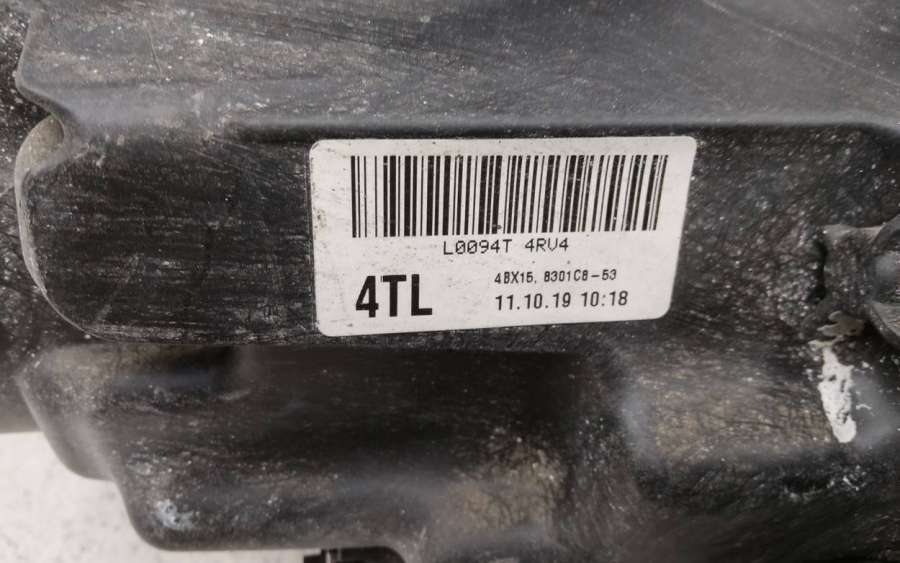 L0094T 4RV4
4TL
4BX15. 8301C8-53
11.10.19 10:18